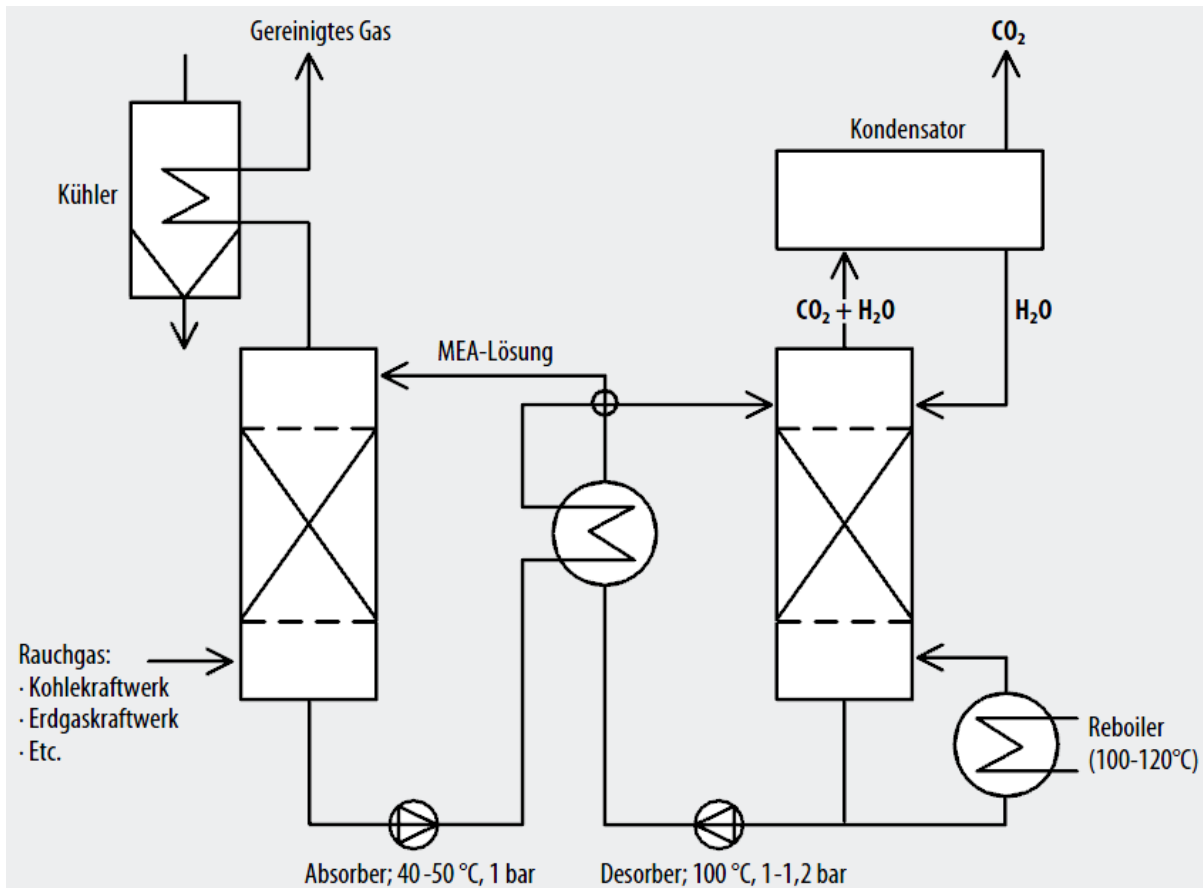 Gereinigtes Gas
CO₂
Kondensator
Kühler
CO₂ + H₂O
H₂O
MEA-Lösung
Rauchgas:
· Kohlekraftwerk
· Erdgaskraftwerk
· Etc.
Reboiler
(100-120°C)
Absorber; 40 -50 °C, 1 bar
Desorber; 100 °C, 1-1,2 bar